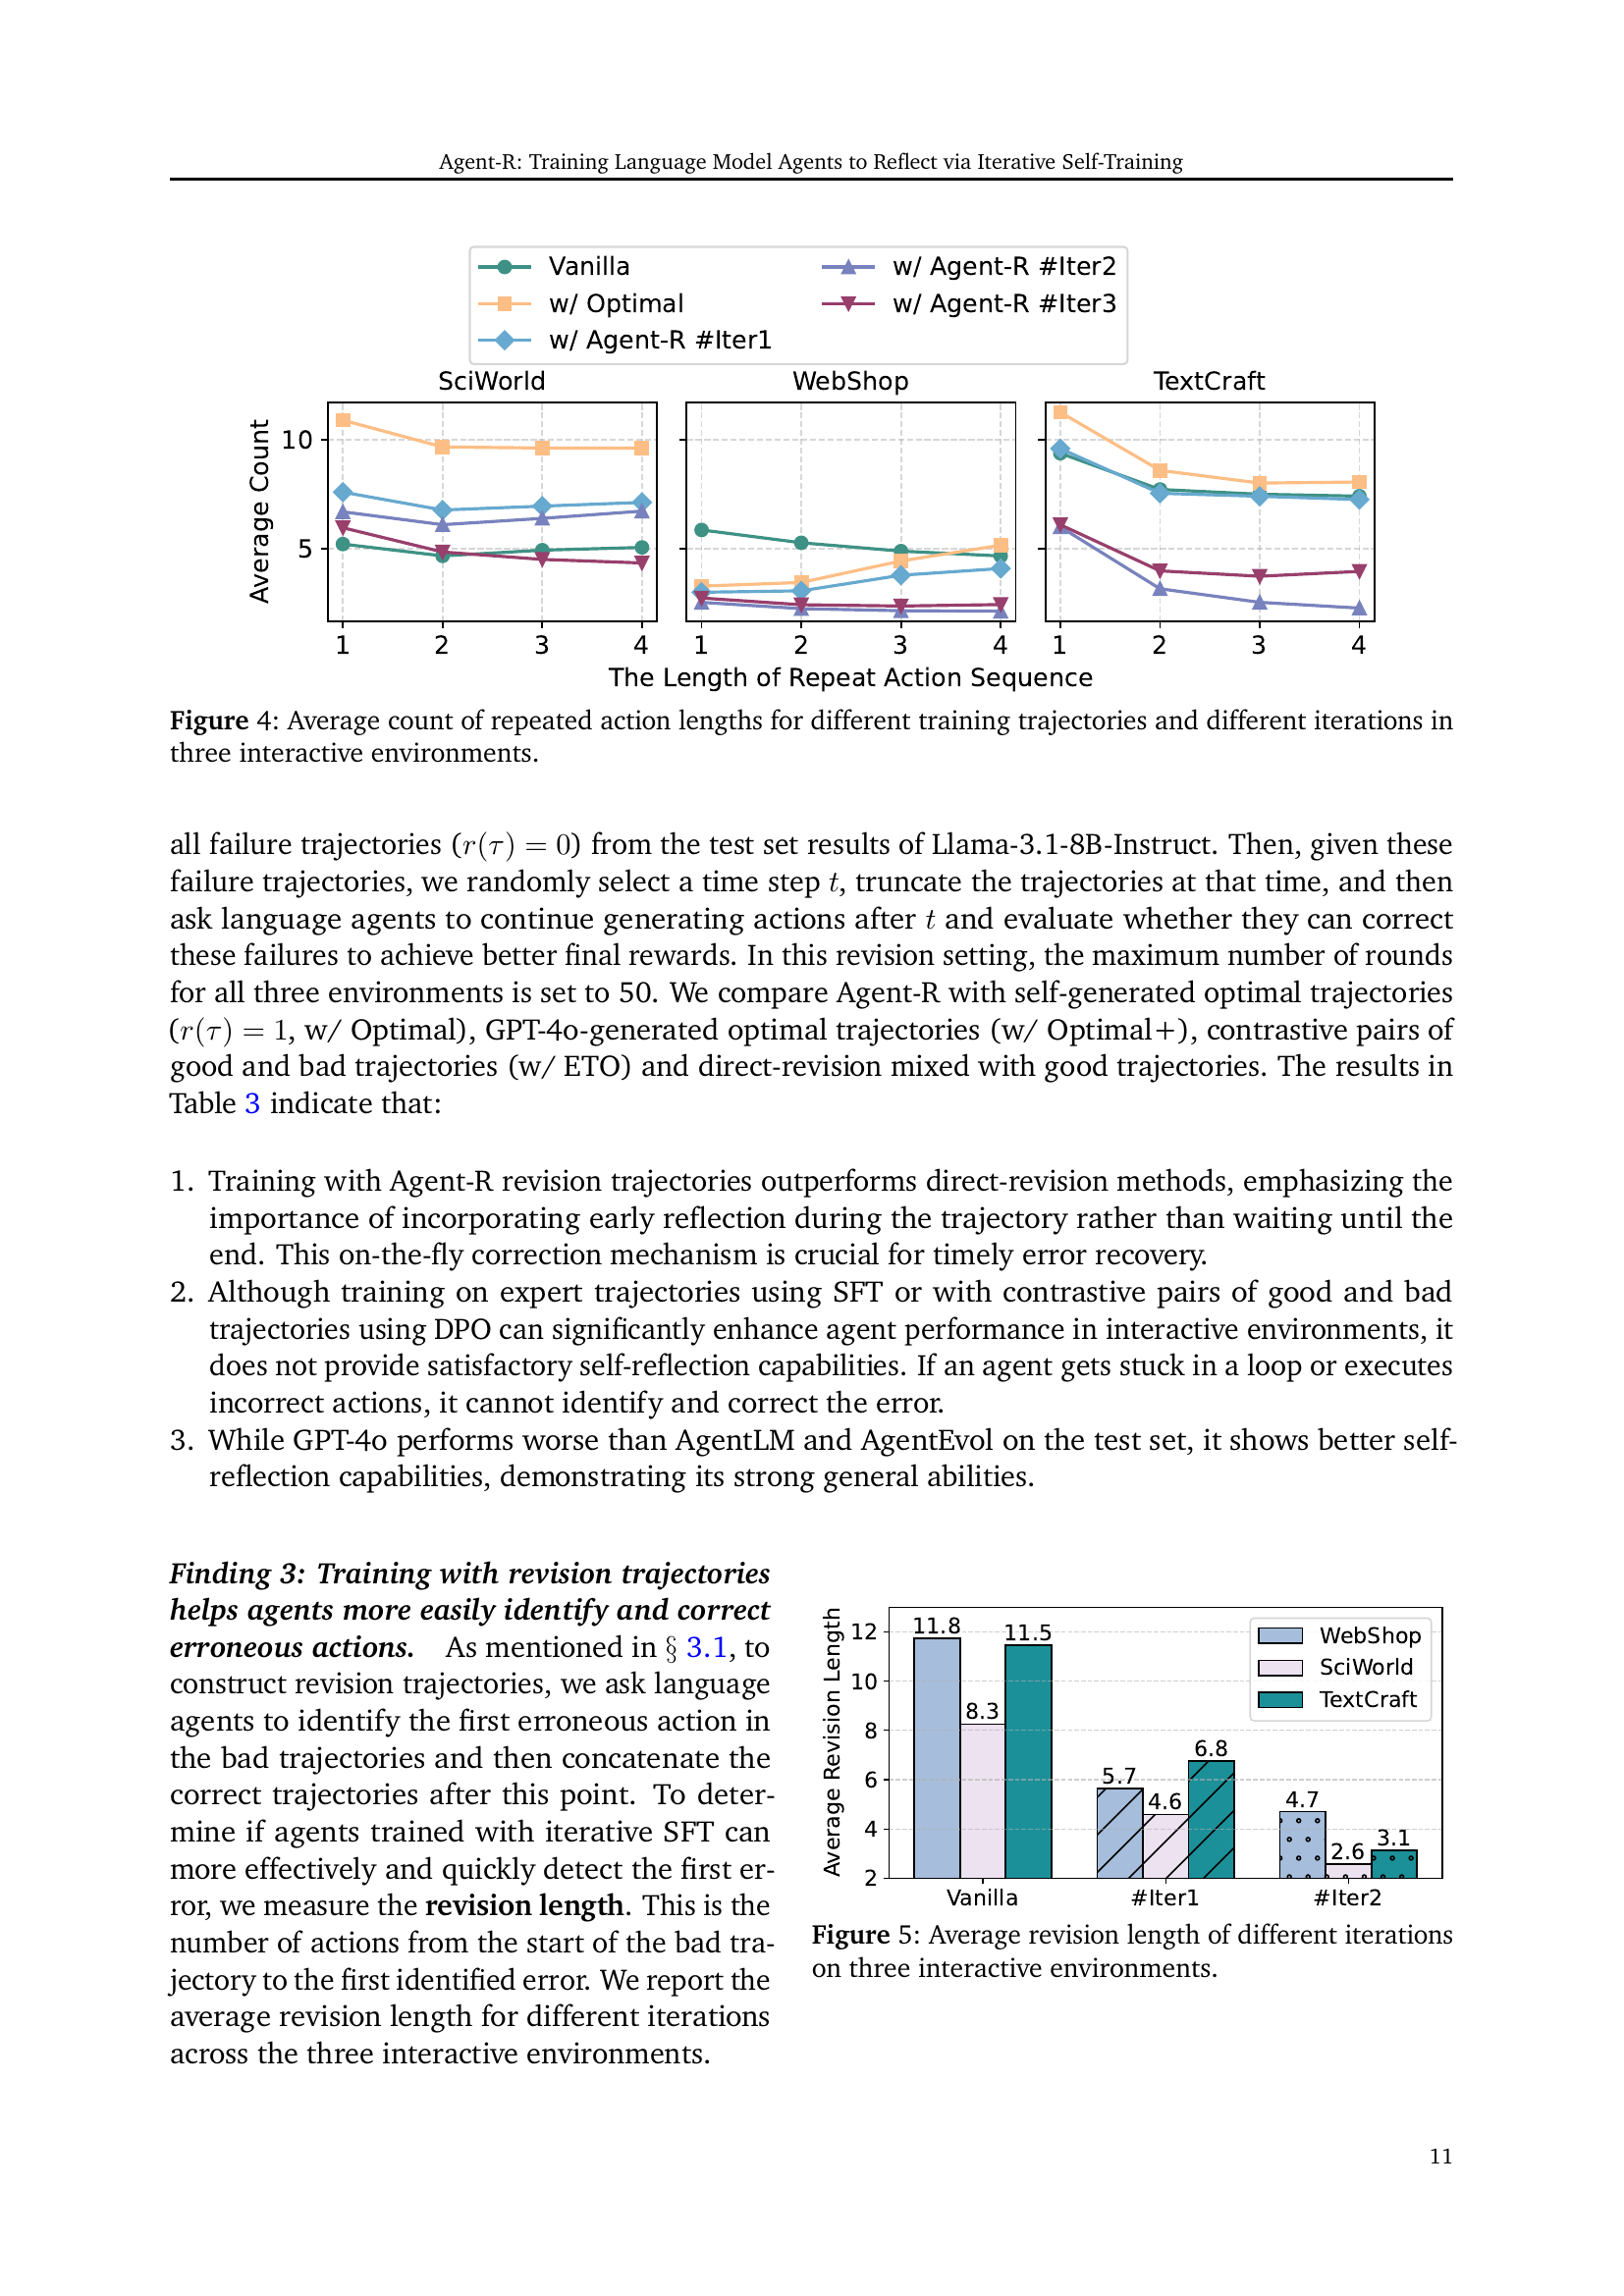 Agent-R: Training Language Model Agents to Reflect via Iterative Self-Training
Vanilla
w/ Optimal
w/ Agent-R #Iter1
w/ Agent-R #Iter2
w/ Agent-R #Iter3
SciWorld
WebShop
TextCraft
Average Count
10
5
1 2 3 4
1 2 3 4
1 2 3 4
The Length of Repeat Action Sequence
Figure 4: Average count of repeated action lengths for different training trajectories and different iterations in
three interactive environments.
all failure trajectories (r(τ) = 0) from the test set results of Llama-3.1-8B-Instruct. Then, given these
failure trajectories, we randomly select a time step t, truncate the trajectories at that time, and then
ask language agents to continue generating actions after t and evaluate whether they can correct
these failures to achieve better final rewards. In this revision setting, the maximum number of rounds
for all three environments is set to 50. We compare Agent-R with self-generated optimal trajectories
(r(τ) = 1, w/ Optimal), GPT-4o-generated optimal trajectories (w/ Optimal+), contrastive pairs of
good and bad trajectories (w/ ETO) and direct-revision mixed with good trajectories. The results in
Table 3 indicate that:
1. Training with Agent-R revision trajectories outperforms direct-revision methods, emphasizing the
importance of incorporating early reflection during the trajectory rather than waiting until the
end. This on-the-fly correction mechanism is crucial for timely error recovery.
2. Although training on expert trajectories using SFT or with contrastive pairs of good and bad
trajectories using DPO can significantly enhance agent performance in interactive environments, it
does not provide satisfactory self-reflection capabilities. If an agent gets stuck in a loop or executes
incorrect actions, it cannot identify and correct the error.
3. While GPT-4o performs worse than AgentLM and AgentEvol on the test set, it shows better self-
reflection capabilities, demonstrating its strong general abilities.
Finding 3: Training with revision trajectories
helps agents more easily identify and correct
erroneous actions. As mentioned in § 3.1, to
construct revision trajectories, we ask language
agents to identify the first erroneous action in
the bad trajectories and then concatenate the
correct trajectories after this point. To deter-
mine if agents trained with iterative SFT can
more effectively and quickly detect the first er-
ror, we measure the revision length. This is the
number of actions from the start of the bad tra-
jectory to the first identified error. We report the
average revision length for different iterations
across the three interactive environments.
Average Revision Length
12
10
8
6
4
2
11.8 8.3 11.5
5.7 4.6 6.8
4.7 2.6 3.1
WebShop
SciWorld
TextCraft
Vanilla #Iter1 #Iter2
Figure 5: Average revision length of different iterations
on three interactive environments.
11